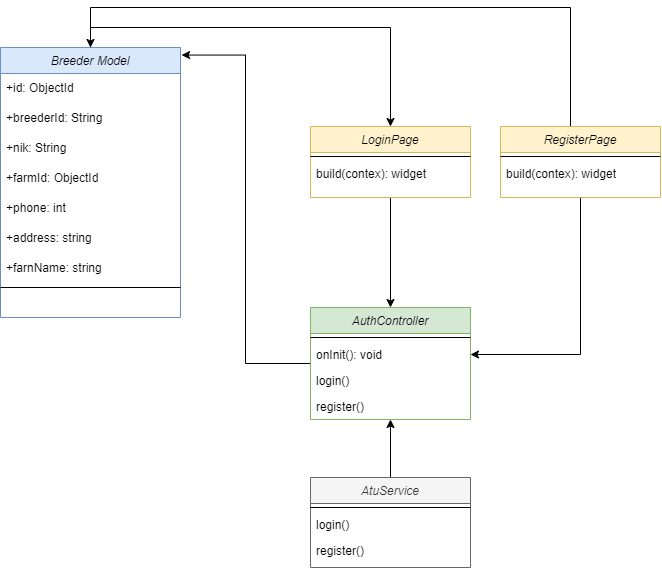 Breeder Model
+id: ObjectId
+breederId: String
+nik: String
+farmId: ObjectId
+phone: int
+address: string
+farnName: string
LoginPage
build(contex): widget
RegisterPage
build(contex): widget
AuthController
onInit(): void
login()
register()
AtuService
login()
register()